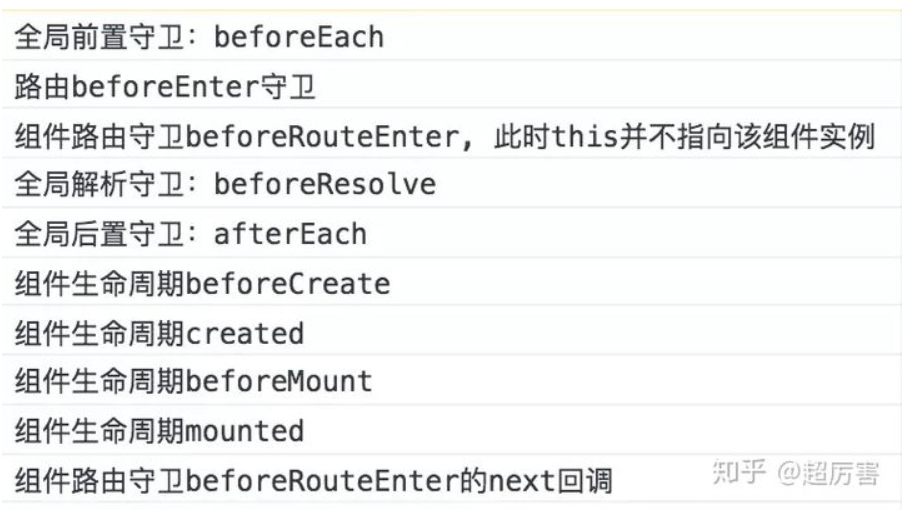 全局前置守卫：beforeEach
路由beforeEnter守卫
组件路由守卫beforeRouteEnter, 此时this并不指向该组件实例
全局解析守卫：beforeResolve
全局后置守卫：afterEach
组件生命周期beforeCreate
组件生命周期created
组件生命周期beforeMount
组件生命周期mounted
组件路由守卫beforeRouteEnter的next回调
知乎 @超厉害